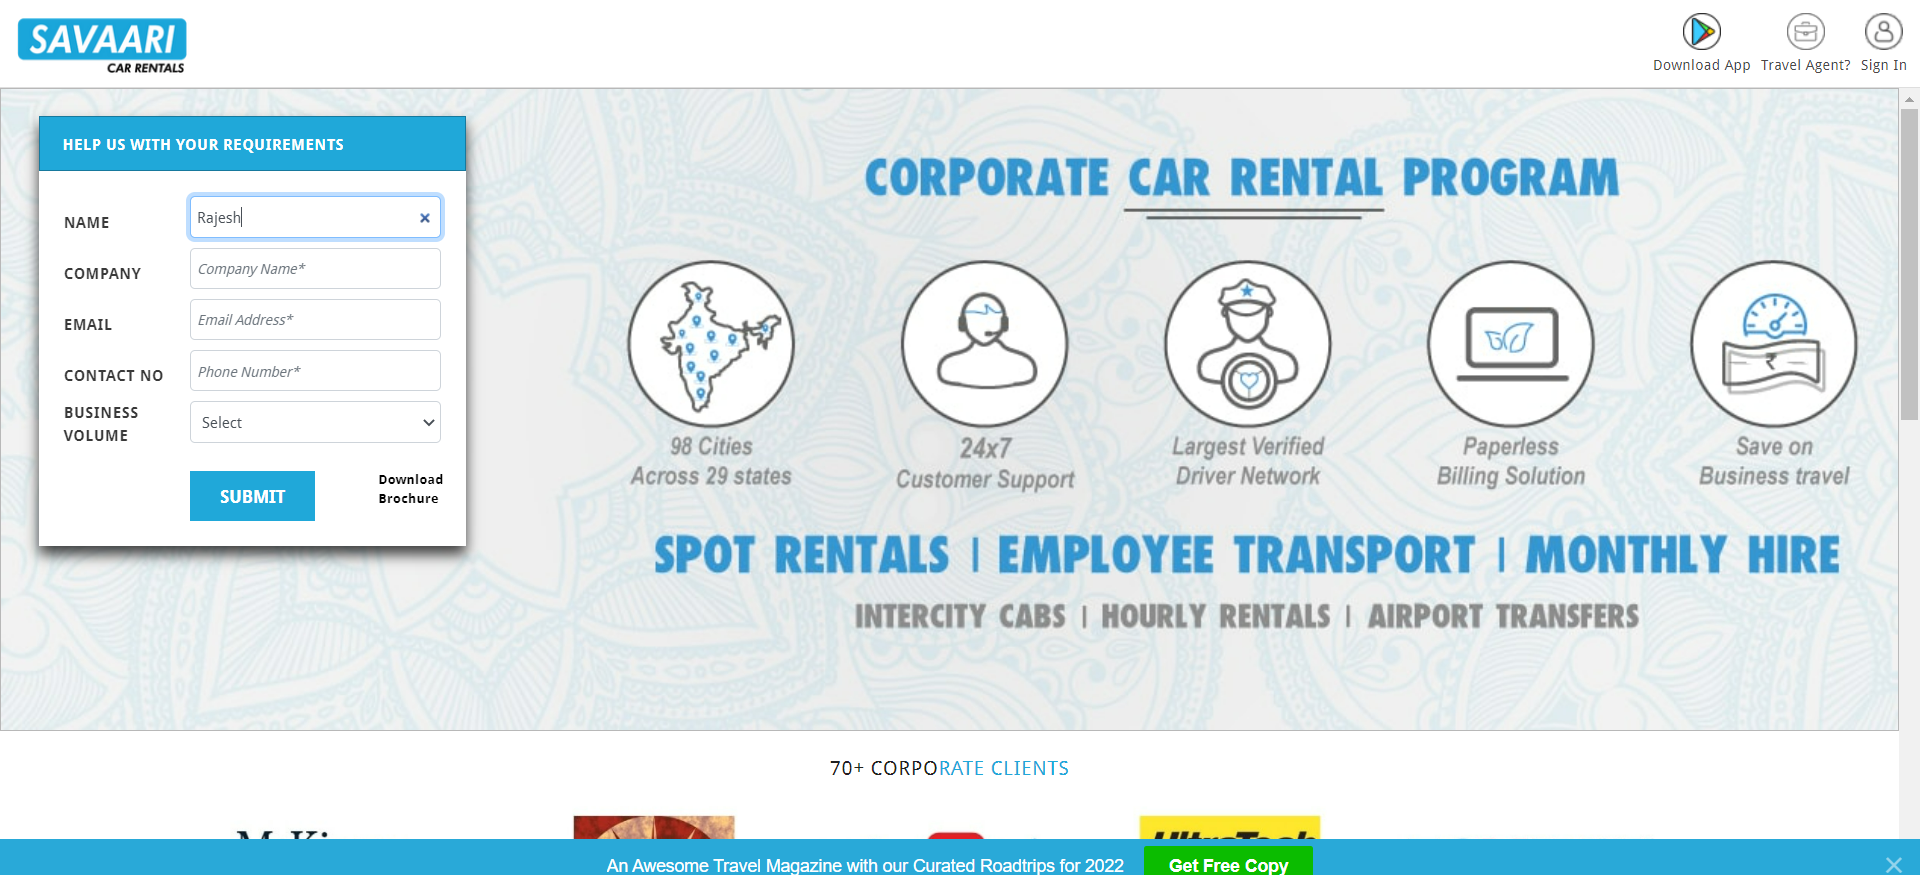 SAVAARI
CAR RENTALS
Download App
Travel Agent?
Sign In
HELP US WITH YOUR REQUIREMENTS
NAME
Rajesh
COMPANY
Company Name*
EMAIL
Email Address*
CONTACT NO
Phone Number*
BUSINESS
VOLUME
Select
SUBMIT
Download
Brochure
CORPORATE CAR RENTAL PROGRAM
98 Cities
Across 29 states
24x7
Customer Support
Largest Verified
Driver Network
Paperless
Billing Solution
Save on
Business travel
SPOT RENTALS | EMPLOYEE TRANSPORT | MONTHLY HIRE
INTERCITY CABS | HOURLY RENTALS | AIRPORT TRANSFERS
70+ CORPORATE CLIENTS
UltraTech
An Awesome Travel Magazine with our Curated Roadtrips for 2022
Get Free Copy